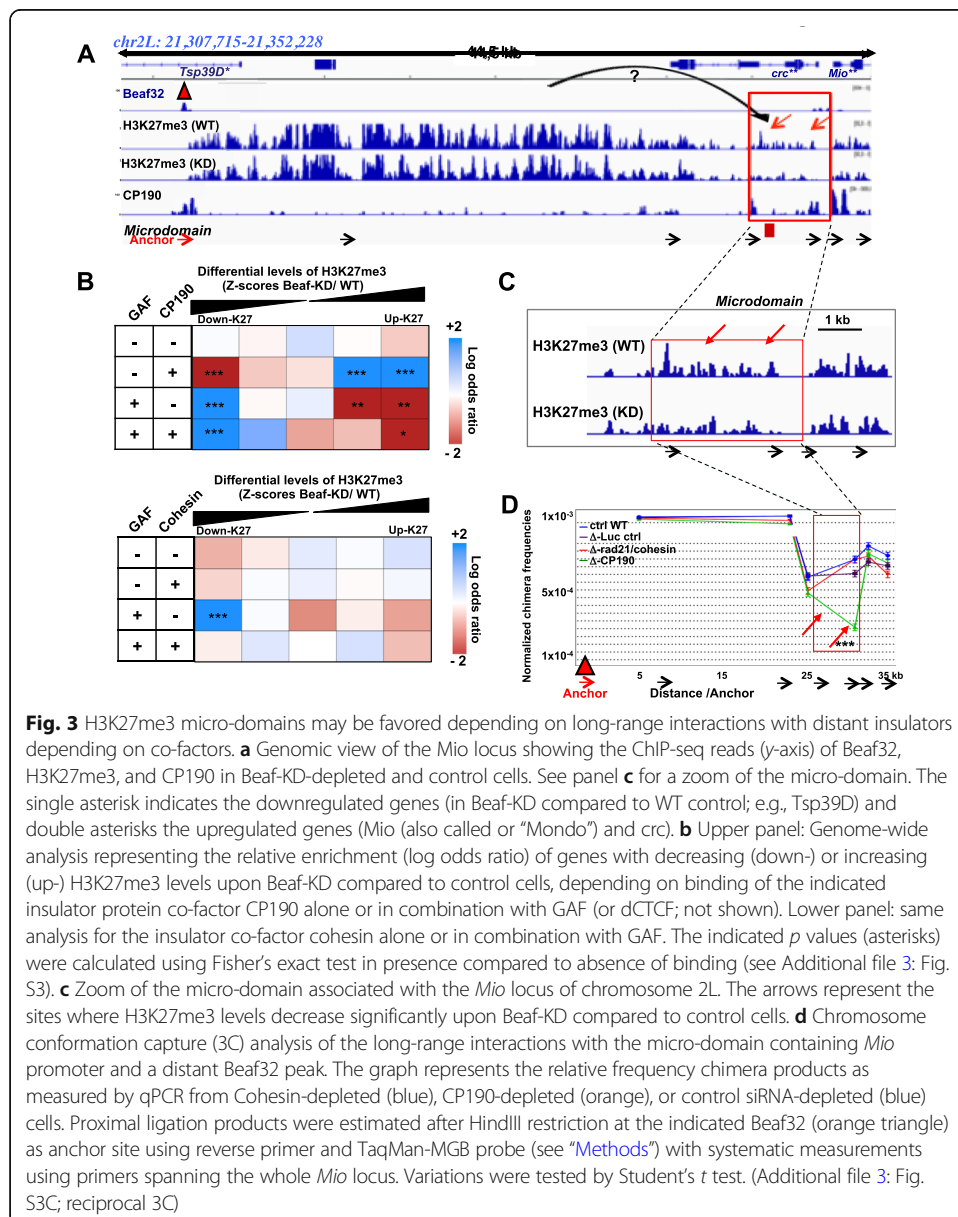 A
chr2L: 21,307,715-21,352,228
Tsp39D*
?
crc**
Mio**
Beaf32
H3K27me3 (WT)
H3K27me3 (KD)
CP190
Microdomain
Anchor
B
Differential levels of H3K27me3
(Z-scores Beaf-KD/ WT)
GAF
CP190
Down-K27
Up-K27
- -
- + *** *** ***
+ - *** ** **
+ + *** *
+2
Log odds ratio
- 2
Differential levels of H3K27me3
(Z-scores Beaf-KD/ WT)
GAF
Cohesin
Down-K27
Up-K27
- -
- +
+ - ***
+ +
+2
Log odds ratio
- 2
C
Microdomain
1 kb
H3K27me3 (WT)
H3K27me3 (KD)
D
Normalized chimera frequencies
1x10-3
5x10-4
1x10-4
ctrl WT
Δ-Luc ctrl
Δ-rad21/cohesin
Δ-CP190
***
5 15 25 35 kb
Anchor
Distance /Anchor
Fig. 3 H3K27me3 micro-domains may be favored depending on long-range interactions with distant insulators
depending on co-factors. a Genomic view of the Mio locus showing the ChIP-seq reads (y-axis) of Beaf32,
H3K27me3, and CP190 in Beaf-KD-depleted and control cells. See panel c for a zoom of the micro-domain. The
single asterisk indicates the downregulated genes (in Beaf-KD compared to WT control; e.g., Tsp39D) and
double asterisks the upregulated genes (Mio (also called or “Mondo”) and crc). b Upper panel: Genome-wide
analysis representing the relative enrichment (log odds ratio) of genes with decreasing (down-) or increasing
(up-) H3K27me3 levels upon Beaf-KD compared to control cells, depending on binding of the indicated
insulator protein co-factor CP190 alone or in combination with GAF (or dCTCF; not shown). Lower panel: same
analysis for the insulator co-factor cohesin alone or in combination with GAF. The indicated p values (asterisks)
were calculated using Fisher’s exact test in presence compared to absence of binding (see Additional file 3: Fig.
S3). c Zoom of the micro-domain associated with the Mio locus of chromosome 2L. The arrows represent the
sites where H3K27me3 levels decrease significantly upon Beaf-KD compared to control cells. d Chromosome
conformation capture (3C) analysis of the long-range interactions with the micro-domain containing Mio
promoter and a distant Beaf32 peak. The graph represents the relative frequency chimera products as
measured by qPCR from Cohesin-depleted (blue), CP190-depleted (orange), or control siRNA-depleted (blue)
cells. Proximal ligation products were estimated after HindIII restriction at the indicated Beaf32 (orange triangle)
as anchor site using reverse primer and TaqMan-MGB probe (see “Methods”) with systematic measurements
using primers spanning the whole Mio locus. Variations were tested by Student’s t test. (Additional file 3: Fig.
S3C; reciprocal 3C)